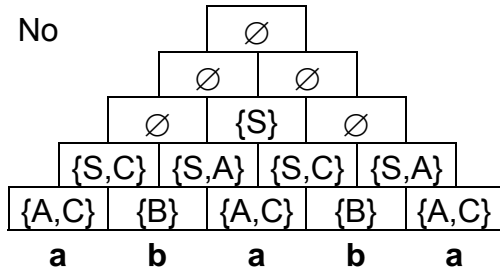 No
∅
∅ ∅
∅ {S} ∅
{S,C} {S,A} {S,C} {S,A}
{A,C} {B} {A,C} {B} {A,C}
a b a b a